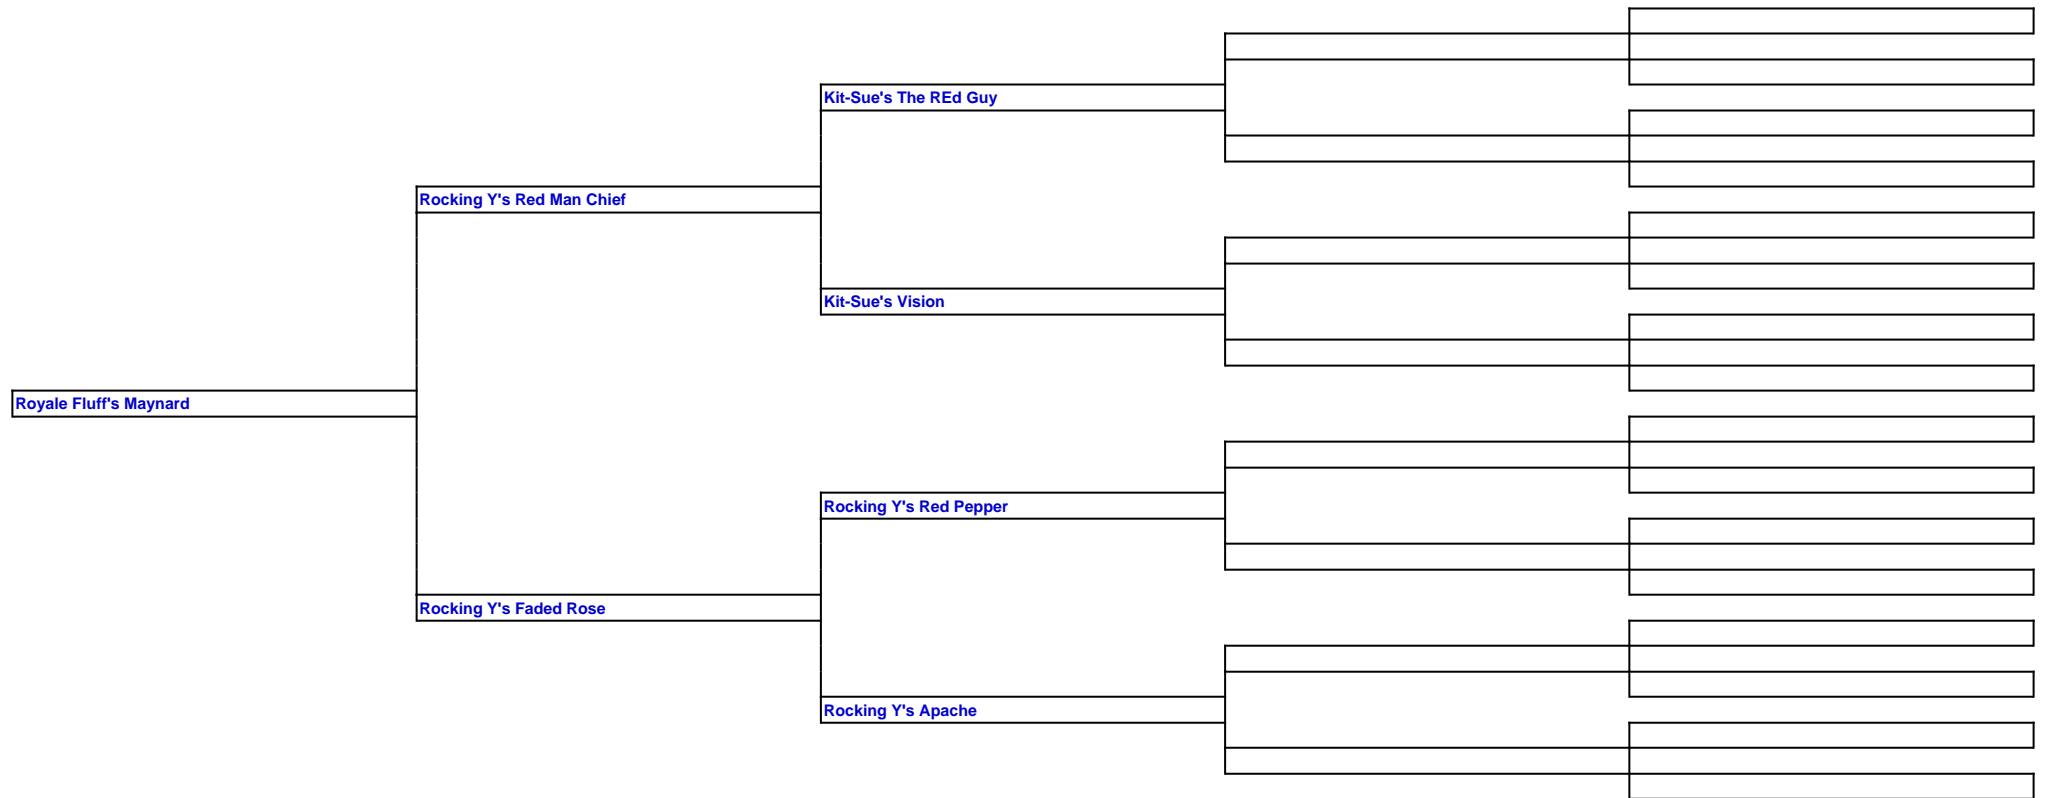 Kit-Sue's The REd Guy
Rocking Y's Red Man Chief
Kit-Sue's Vision
Royale Fluff's Maynard
Rocking Y's Red Pepper
Rocking Y's Faded Rose
Rocking Y's Apache